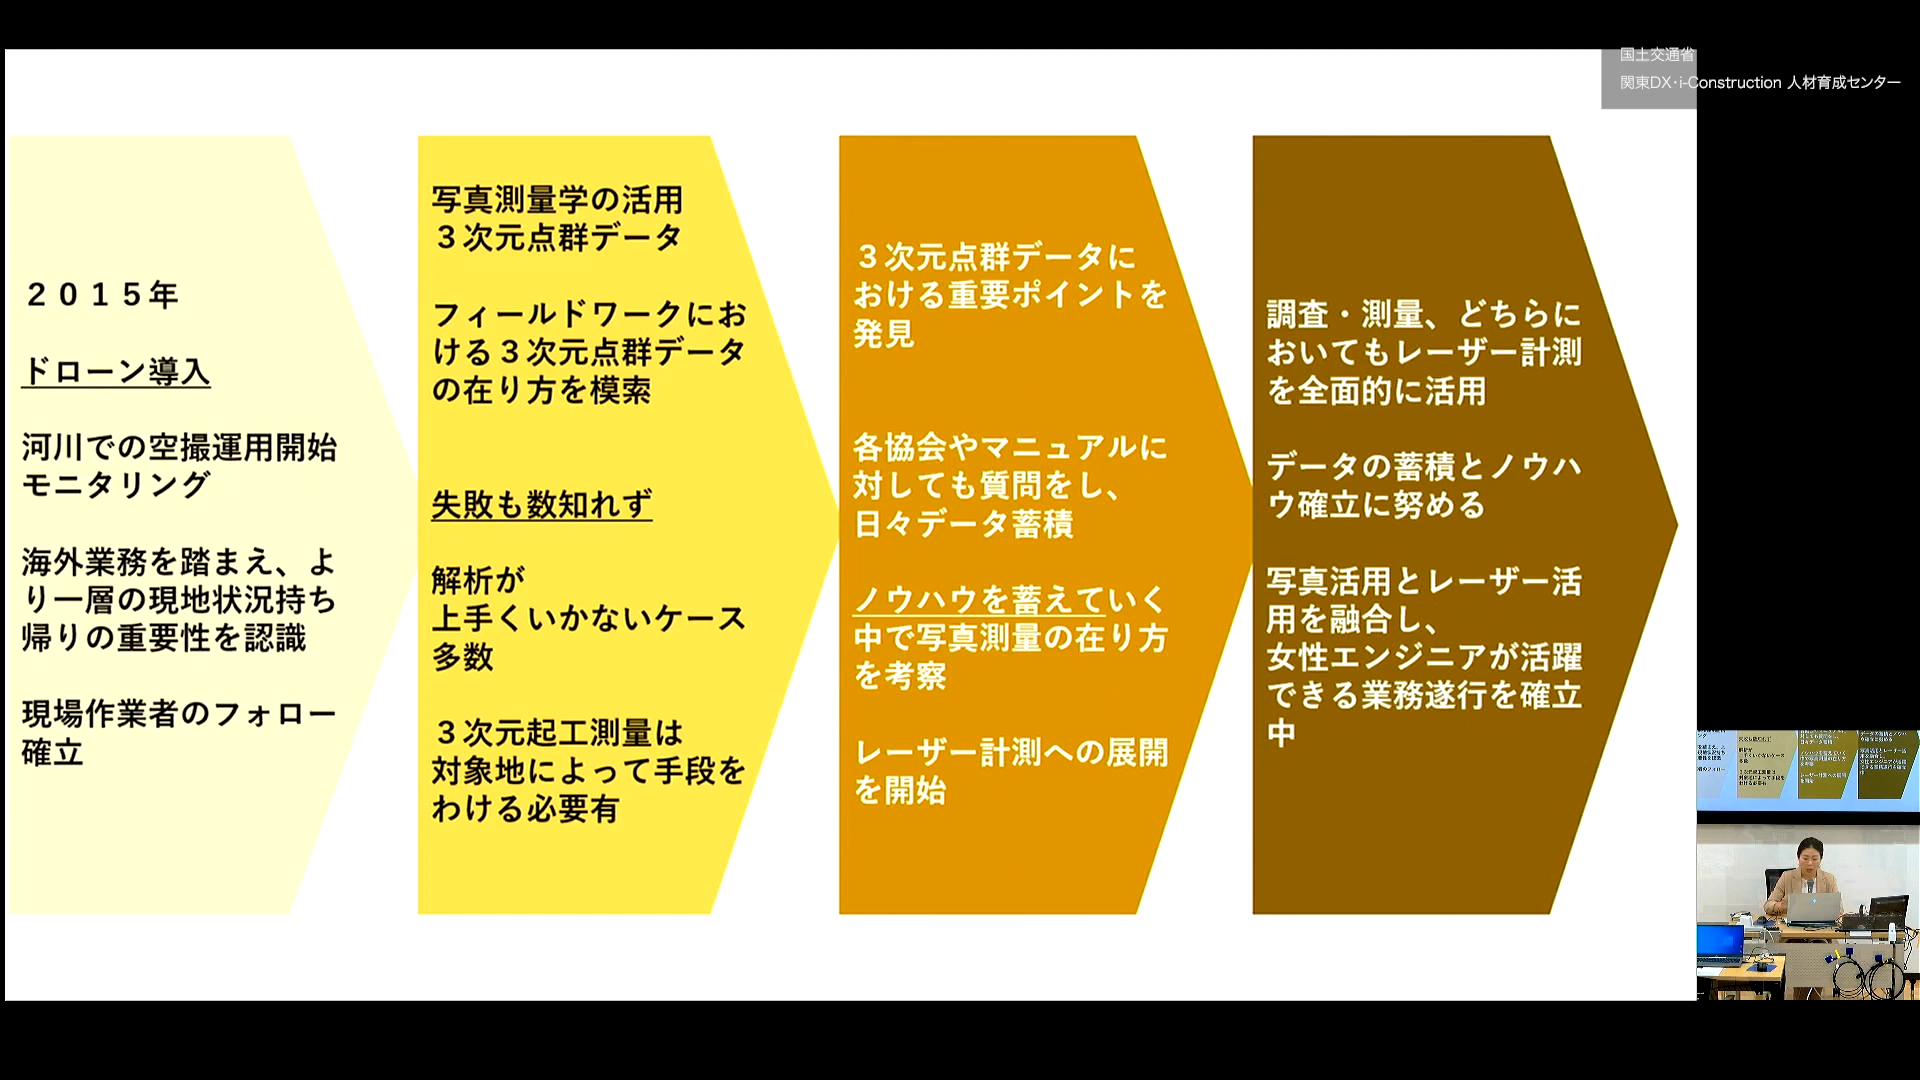 国土交通省
関東DX・i-Construction 人材育成センター
２０１５年
ドローン導入
河川での空撮運用開始
モニタリング
海外業務を踏まえ、よ
り一層の現地状況持ち
帰りの重要性を認識
現場作業者のフォロー
確立
写真測量学の活用
３次元点群データ
フィールドワークにお
ける３次元点群データ
の在り方を模索
失敗も数知れず
解析が
上手くいかないケース
多数
３次元起工測量は
対象地によって手段を
わける必要有
３次元点群データに
おける重要ポイントを
発見
各協会やマニュアルに
対しても質問をし、
日々データ蓄積
ノウハウを蓄えていく
中で写真測量の在り方
を考察
レーザー計測への展開
を開始
調査・測量、どちらに
おいてもレーザー計測
を全面的に活用
データの蓄積とノウハ
ウ確立に努める
写真活用とレーザー活
用を融合し、
女性エンジニアが活躍
できる業務遂行を確立
中